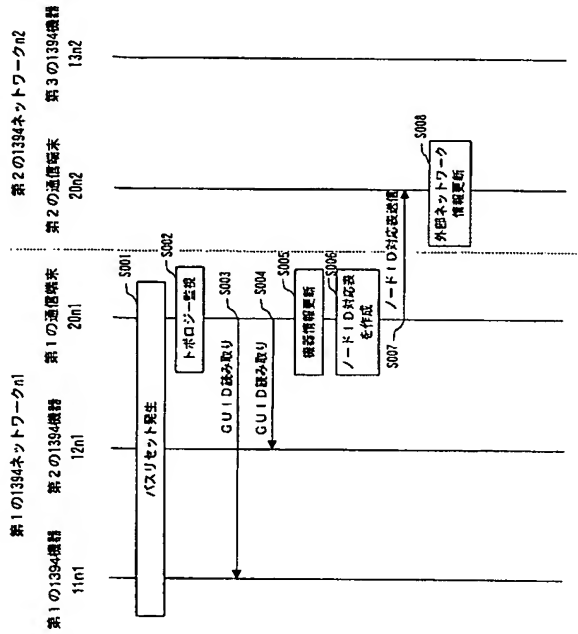 第1の1394ネットワークn1
第2の1394ネットワークn2
第1の1394機器
11n1
第2の1394機器
12n1
第1の通信端末
20n1
第2の通信端末
20n2
第3の1394機器
13n2
バスリセット発生
S001
トポロジー監視
S002
GUID読み取り
S003
GUID読み取り
S004
機器情報更新
S005
ノードID対応表
を作成
S006
S007
ノードID対応表送信
外部ネットワーク
情報更新
S008